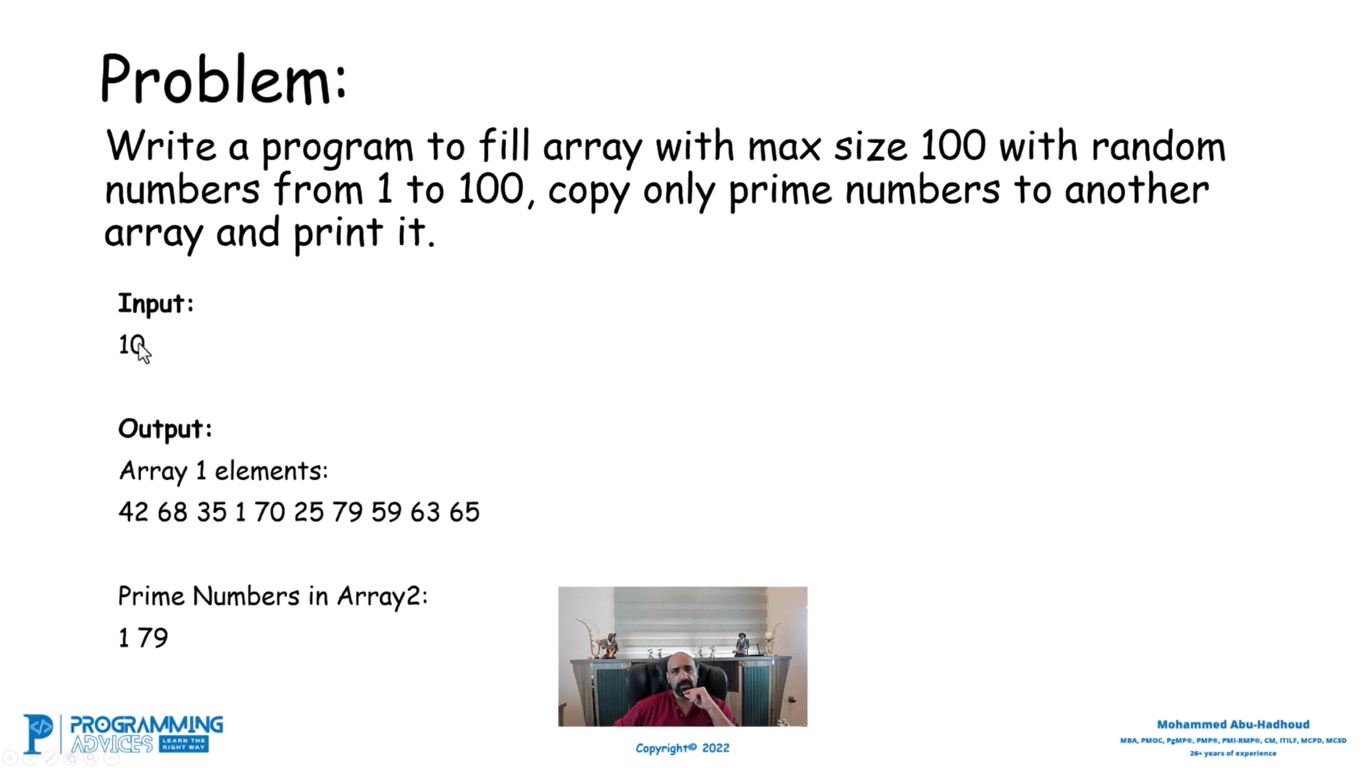 Problem:
Write a program to fill array with max size 100 with random
numbers from 1 to 100, copy only prime numbers to another
array and print it.
Input:
10
Output:
Array 1 elements:
42 68 35 1 70 25 79 59 63 65
Prime Numbers in Array2:
1 79
PROGRAMMING
ADVICES LEARN THE
RIGHT WAY
Copyright© 2022
Mohammed Abu-Hadhoud
MBA, PMOC, PgMP®, PMP®, PMI-RMP®, CM, ITILF, MCPD, MCSD
26+ years of experience